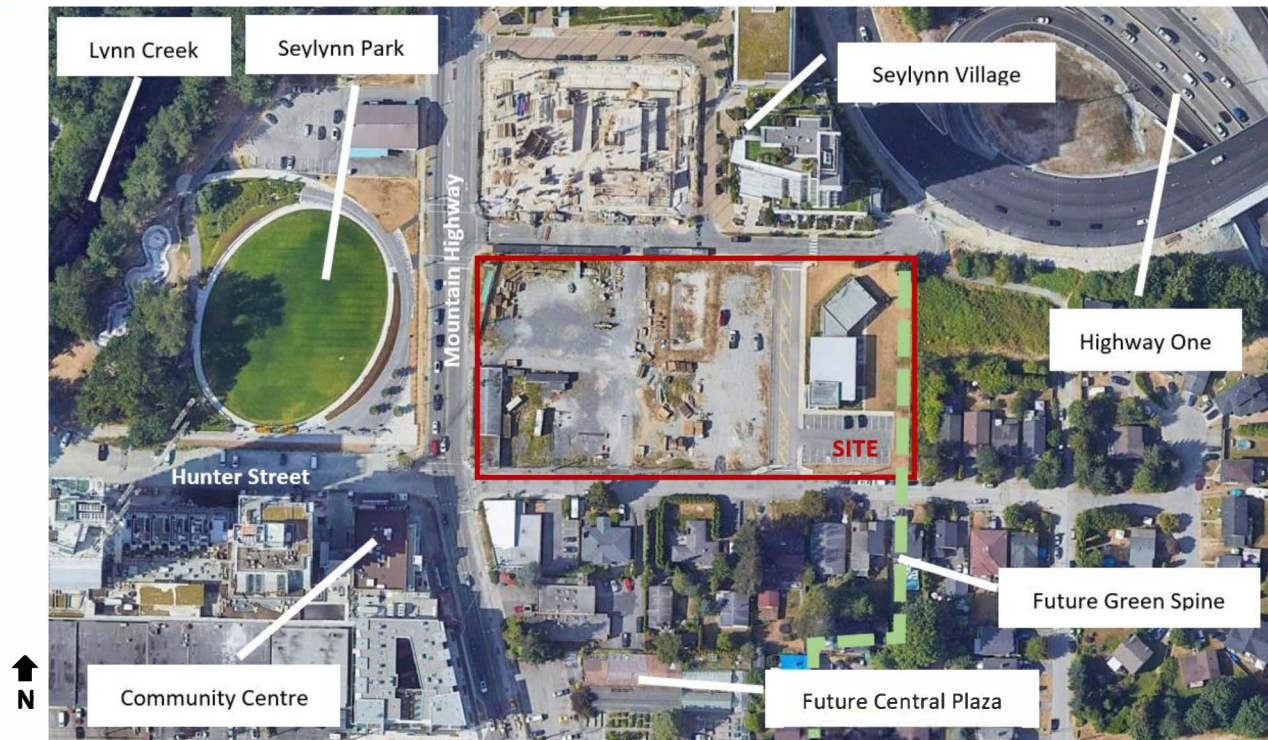 Lynn Creek
Seylynn Park
Seylynn Village
Mountain Highway
Highway One
SITE
Hunter Street
Future Green Spine
N
Community Centre
Future Central Plaza